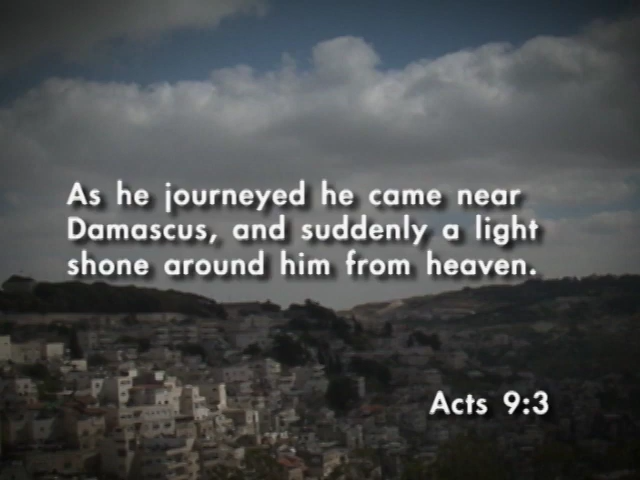 As he journeyed he came near
Damascus, and suddenly a light
shone around him from heaven.
Acts 9:3